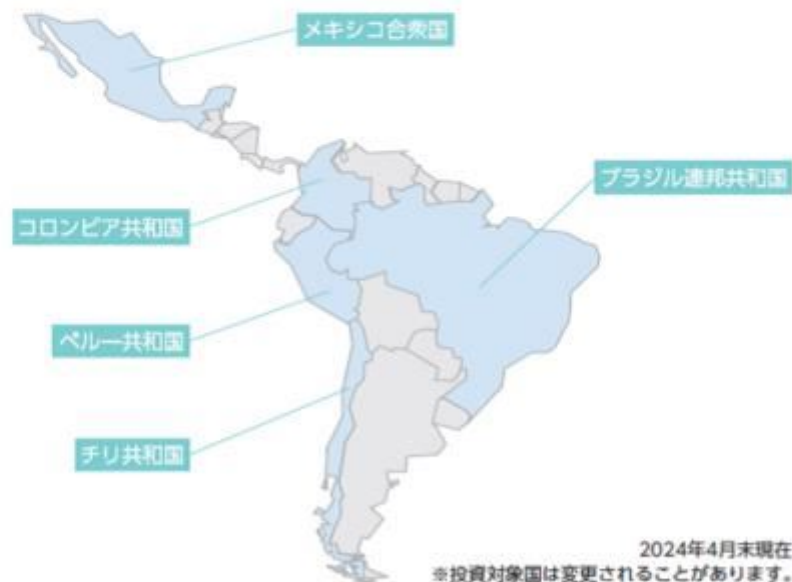 メキシコ合衆国
ブラジル連邦共和国
コロンビア共和国
ペルー共和国
チリ共和国
2024年4月末現在
※投資対象国は変更されることがあります。